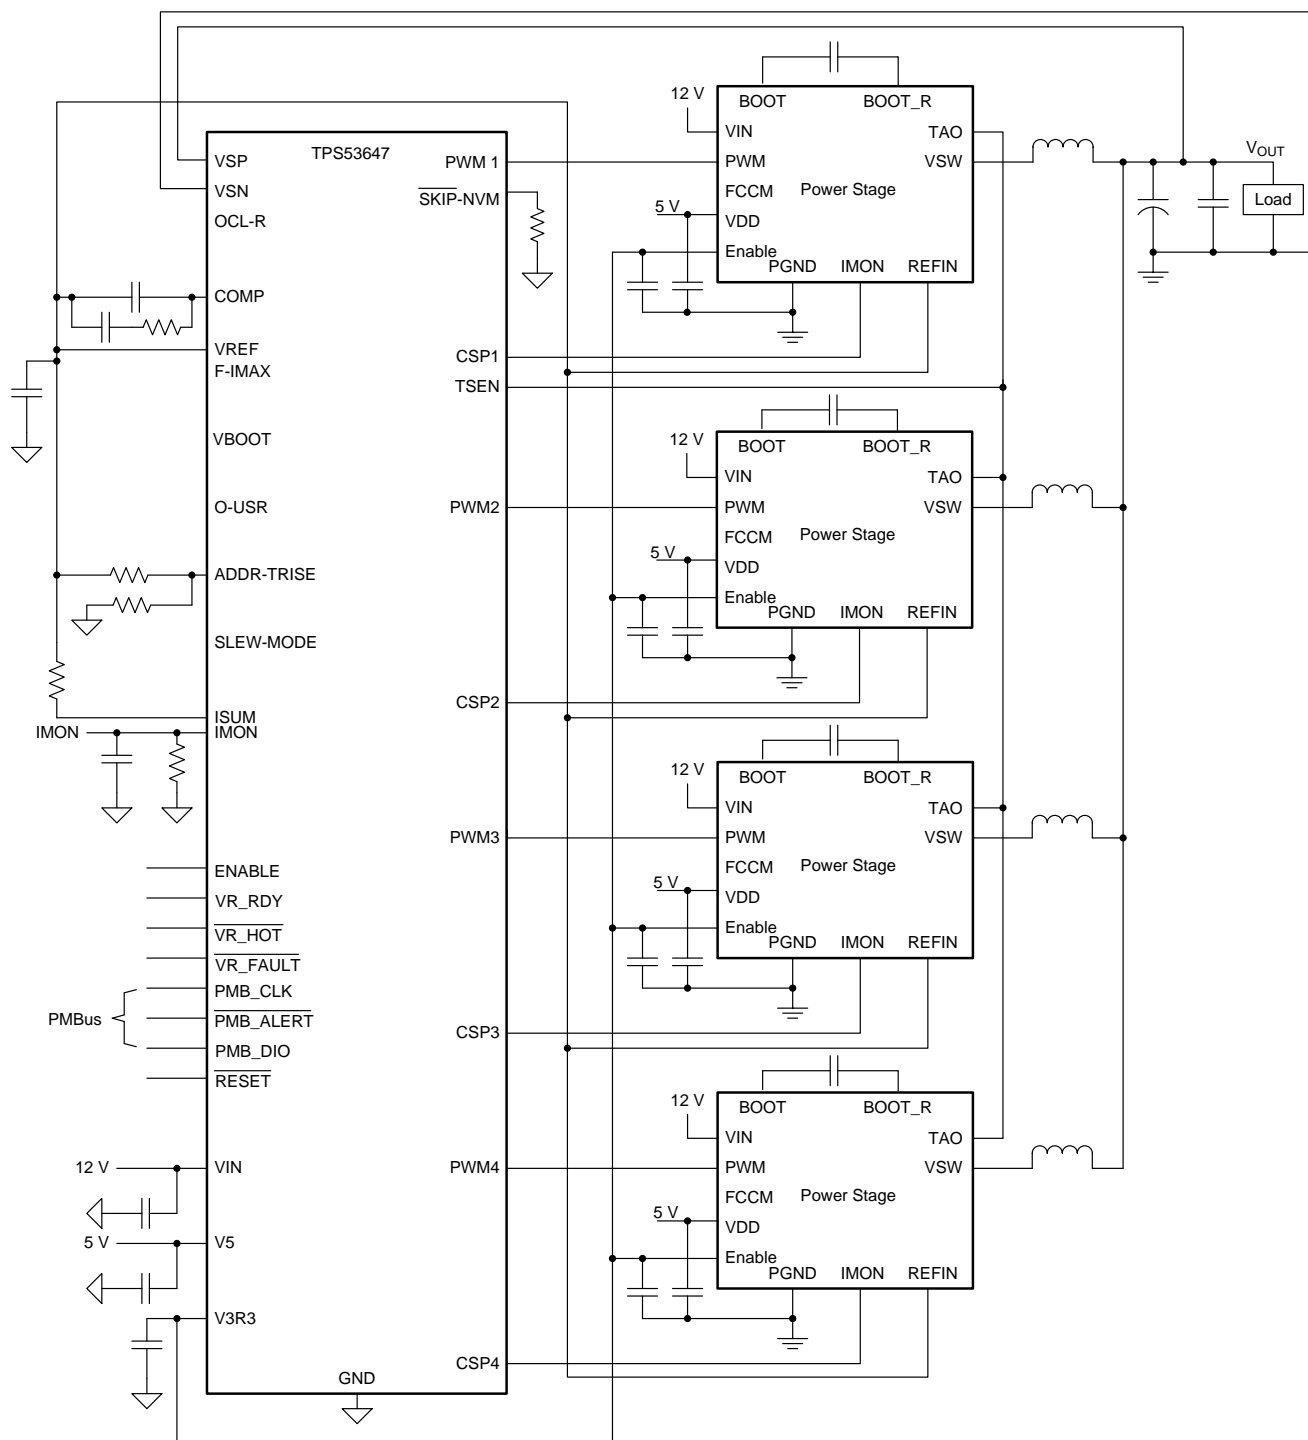 TPS53647
VSP
VSN
OCL-R
COMP
VREF
F-IMAX
VBOOT
O-USR
ADDR-TRISE
SLEW-MODE
ISUM
IMON
IMON
ENABLE
VR_RDY
VR_HOT
VR_FAULT
PMB_CLK
PMBus
PMB_ALERT
PMB_DIO
RESET
12 V
VIN
5 V
V5
V3R3
GND
PWM 1
SKIP-NVM
CSP1
TSEN
PWM2
CSP2
PWM3
CSP3
PWM4
CSP4
12 V
BOOT
BOOT_R
VIN
TAO
PWM
VSW
FCCM
Power Stage
5 V
VDD
Enable
PGND
IMON
REFIN
12 V
BOOT
BOOT_R
VIN
TAO
PWM
VSW
FCCM
Power Stage
5 V
VDD
Enable
PGND
IMON
REFIN
12 V
BOOT
BOOT_R
VIN
TAO
PWM
VSW
FCCM
Power Stage
5 V
VDD
Enable
PGND
IMON
REFIN
12 V
BOOT
BOOT_R
VIN
TAO
PWM
VSW
FCCM
Power Stage
5 V
VDD
Enable
PGND
IMON
REFIN
VOUT
Load